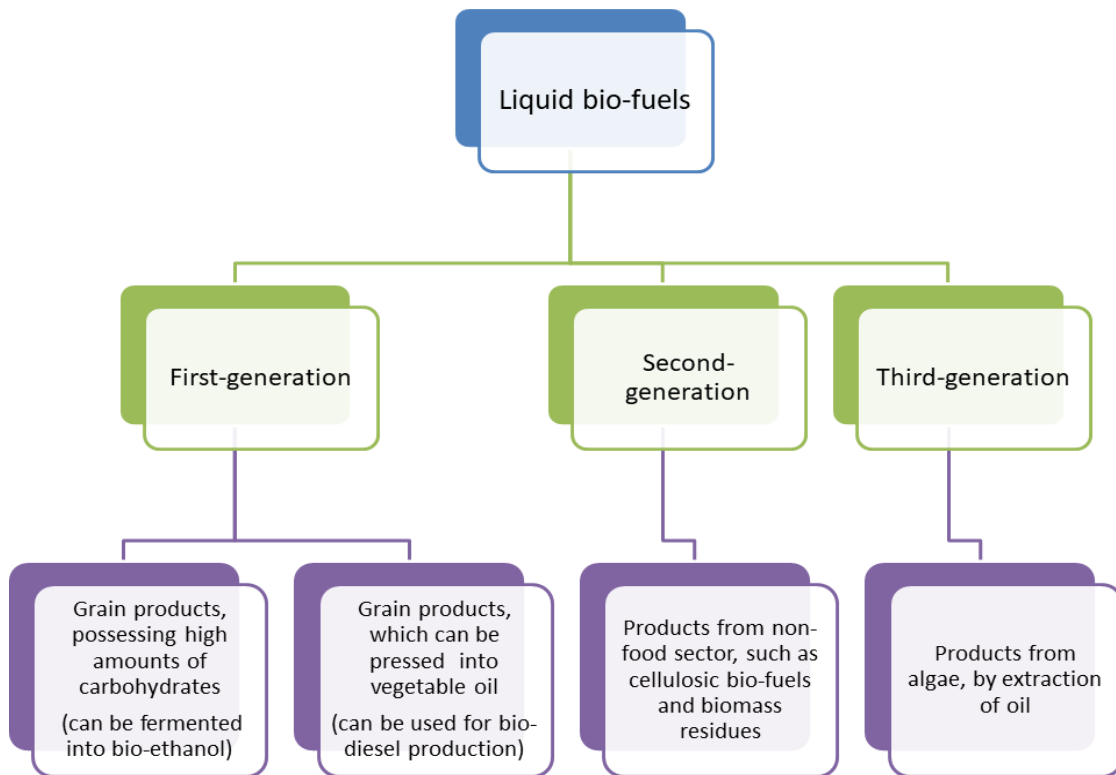 Liquid bio-fuels
First-generation
Second-
generation
Third-generation
Grain products,
possessing high
amounts of
carbohydrates
(can be fermented
into bio-ethanol)
Grain products,
which can be
pressed into
vegetable oil
(can be used for bio-
diesel production)
Products from non-
food sector, such as
cellulosic bio-fuels
and biomass
residues
Products from
algae, by extraction
of oil